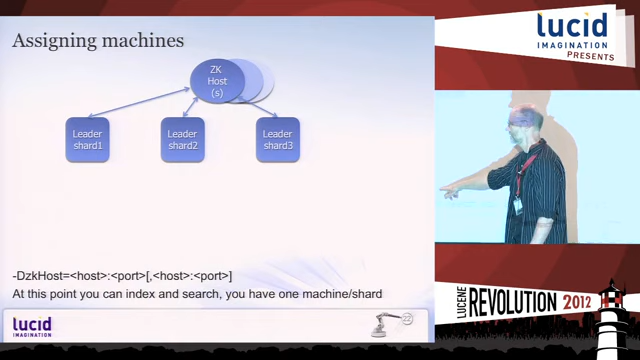 Assigning machines
ZK
Host
(s)
Leader
shard1
Leader
shard2
Leader
shard3
-DzkHost=<host>:<port>[,<host>:<port>]
At this point you can index and search, you have one machine/shard
lucid
IMAGINATION
lucid
IMAGINATION
PRESENTS
LUCENE
REVOLUTION 2012